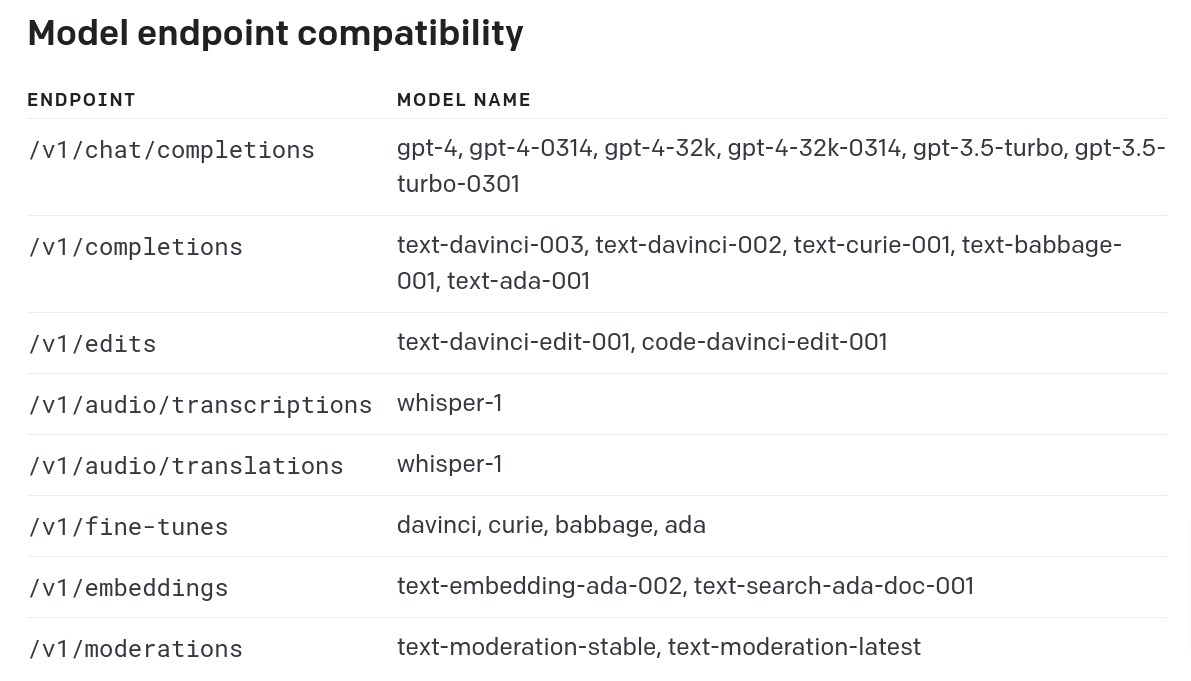 Model endpoint compatibility
ENDPOINT MODEL NAME
/v1/chat/completions gpt-4, gpt-4-0314, gpt-4-32k, gpt-4-32k-0314, gpt-3.5-turbo, gpt-3.5-
turbo-0301
/v1/completions text-davinci-003, text-davinci-002, text-curie-001, text-babbage-
001, text-ada-001
/v1/edits text-davinci-edit-001, code-davinci-edit-001
/v1/audio/transcriptions whisper-1
/v1/audio/translations whisper-1
/v1/fine-tunes davinci, curie, babbage, ada
/v1/embeddings text-embedding-ada-002, text-search-ada-doc-001
/v1/moderations text-moderation-stable, text-moderation-latest